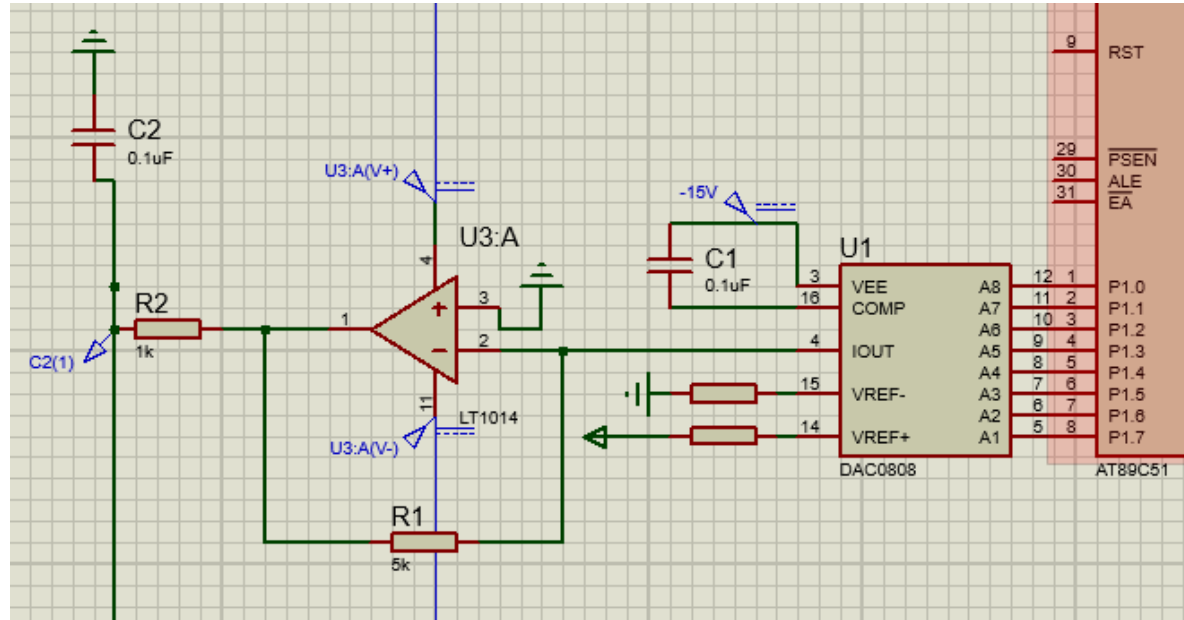 C2
0.1uF
C2(1)
R2
1k
U3:A(V+)
U3:A
4
1
3
2
11
LT1014
U3:A(V-)
R1
5k
-15V
C1
0.1uF
U1
3 VEE A8 12
16 COMP A7 11
A6 10
4 IOUT A5 9
A4 8
15 VREF- A3 7
A2 6
14 VREF+ A1 5
DAC0808
9 RST
29 PSEN
30 ALE
31 EA
1 P1.0
2 P1.1
3 P1.2
4 P1.3
5 P1.4
6 P1.5
7 P1.6
8 P1.7
AT89C51